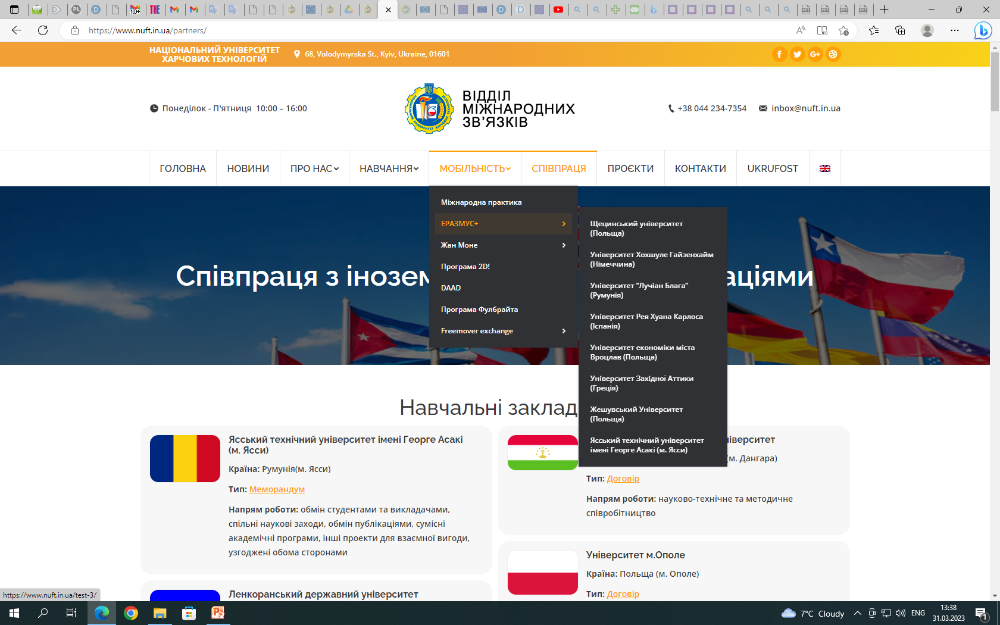 https://www.nuft.in.ua/partners/
НАЦІОНАЛЬНИЙ УНІВЕРСИТЕТ
ХАРЧОВИХ ТЕХНОЛОГІЙ
68, Volodymyrska St., Kyiv, Ukraine, 01601
Понеділок - П'ятниця 10:00 – 16:00
ВІДДІЛ
МІЖНАРОДНИХ
ЗВ'ЯЗКІВ
+38 044 234-7354
inbox@nuft.in.ua
ГОЛОВНА
НОВИНИ
ПРО НАС
НАВЧАННЯ
МОБІЛЬНІСТЬ
СПІВПРАЦЯ
ПРОЄКТИ
КОНТАКТИ
UKRUFOST
Міжнародна практика
ЕРАЗМУС+
Жан Моне
Програма 2D!
DAAD
Програма Фулбрайта
Freemover exchange
Щецинський університет
(Польща)
Університет Хохшуле Гайзенхайм
(Німеччина)
Університет “Лучіан Блага”
(Румунія)
Університет Рея Хуана Карлоса
(Іспанія)
Університет економіки міста
Вроцлав (Польща)
Університет Західної Аттики
(Греція)
Жешувський Університет
(Польща)
Ясський технічний університет
імені Георге Асакі (м. Ясси)
Співпраця з інозем
аціями
Навчальні заклад
Ясський технічний університет імені Георге Асакі
(м. Ясси)
Країна: Румунія(м. Ясси)
Тип: Меморандум
Напрям роботи: обмін студентами та викладачами,
спільні наукові заходи, обмін публікаціями, сумісні
академічні програми, інші проекти для взаємної вигоди,
узгоджені обома сторонами
Ленкоранський державний університет
іверситет
(м. Дангара)
Тип: Договір
Напрям роботи: науково-технічне та методичне
співробітництво
Університет м.Ополе
Країна: Польща (м. Ополе)
Тип: Договір
https://www.nuft.in.ua/test-3/
7°C Cloudy
ENG
13:38
31.03.2023
1